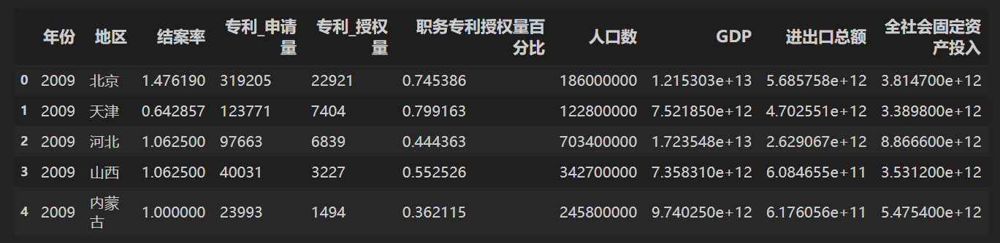 年份 地区 结案率 专利_申请量 专利_授权量 职务专利授权量百分比 人口数 GDP 进出口总额 全社会固定资产投入
0 2009 北京 1.476190 319205 22921 0.745386 186000000 1.215303e+13 5.685758e+12 3.814700e+12
1 2009 天津 0.642857 123771 7404 0.799163 122800000 7.521850e+12 4.702551e+12 3.389800e+12
2 2009 河北 1.062500 97663 6839 0.444363 703400000 1.723548e+13 2.629067e+12 8.866600e+12
3 2009 山西 1.062500 40031 3227 0.552526 342700000 7.358310e+12 6.084655e+11 3.531200e+12
4 2009 内蒙古 1.000000 23993 1494 0.362115 245800000 9.740250e+12 6.176056e+11 5.475400e+12